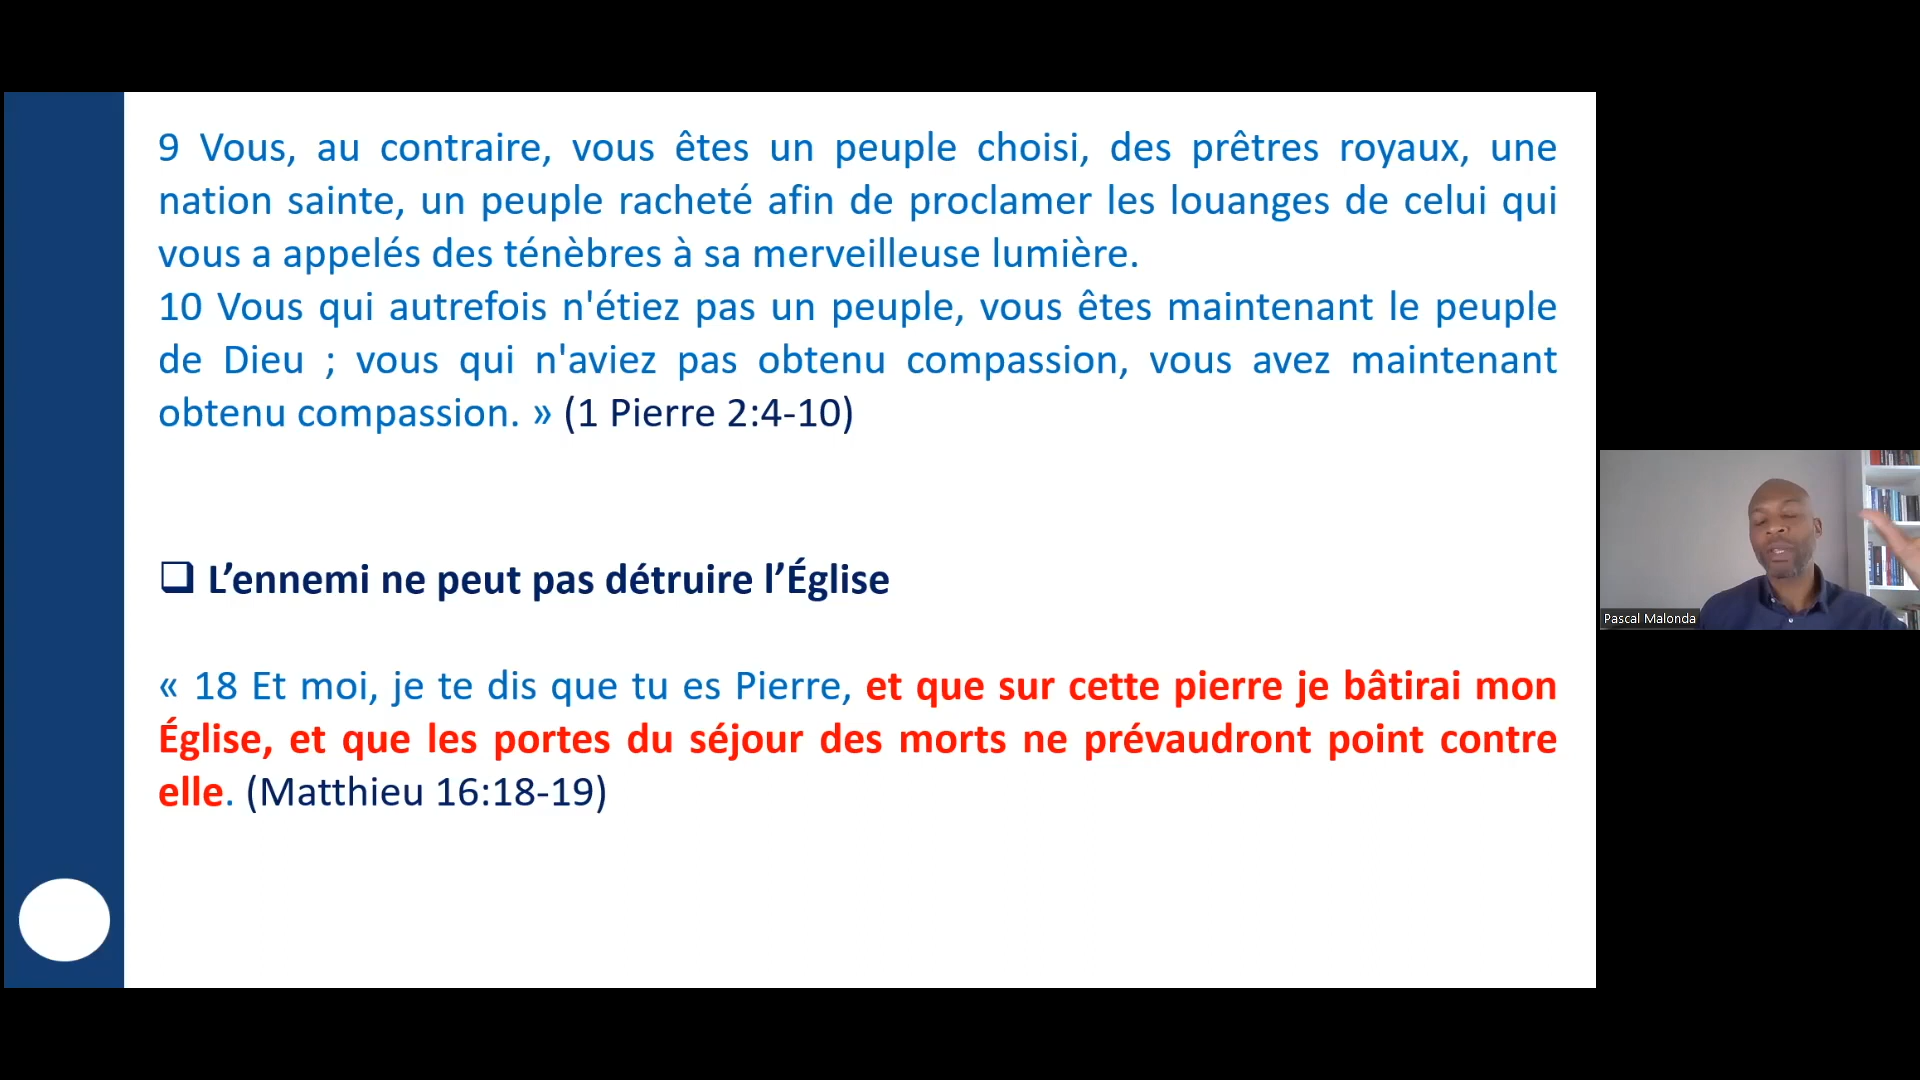 9 Vous, au contraire, vous êtes un peuple choisi, des prêtres royaux, une
nation sainte, un peuple racheté afin de proclamer les louanges de celui qui
vous a appelés des ténèbres à sa merveilleuse lumière.
10 Vous qui autrefois n'étiez pas un peuple, vous êtes maintenant le peuple
de Dieu ; vous qui n'aviez pas obtenu compassion, vous avez maintenant
obtenu compassion. » (1 Pierre 2:4-10)
❑ L’ennemi ne peut pas détruire l’Église
« 18 Et moi, je te dis que tu es Pierre, et que sur cette pierre je bâtirai mon
Église, et que les portes du séjour des morts ne prévaudront point contre
elle. (Matthieu 16:18-19)
Pascal Malonda